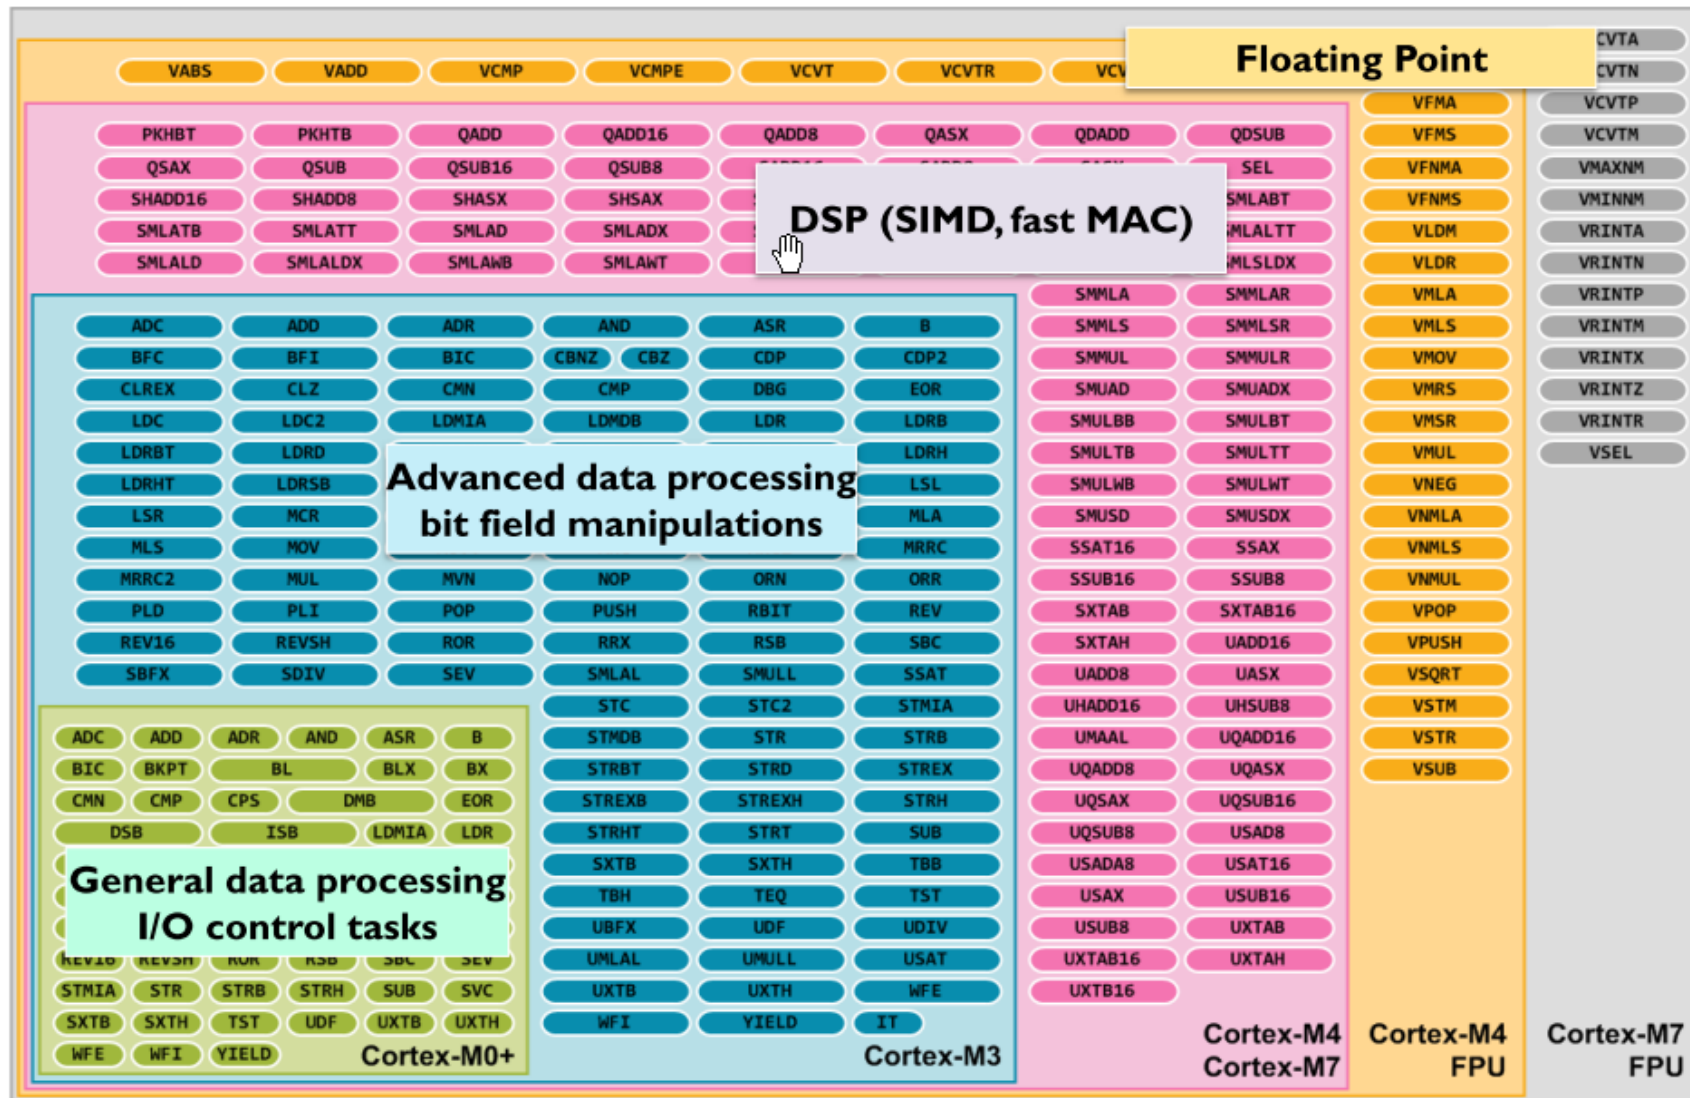 CVTA
Floating Point
VABS VADD VCMP VCMPE VCVT VCVTR CVTN
VFMA VCVTP
PKHBT PKHTB QADD QADD16 QADD8 QASX QDADD QDSUB VFMS VCVTM
QSAX QSUB QSUB16 QSUB8 SEL VFNMA VMAXNM
SHADD16 SHADD8 SHASX SHSAX SMLABT VFNMS VMINNM
DSP (SIMD, fast MAC)
SMLATB SMLATT SMLAD SMLADX SMLALTT VLDM VRINTA
SMLALD SMLALDX SMLAWB SMLAWT SMLSLDX VLDR VRINTN
SMMLA SMMLAR VMLA VRINTP
ADC ADD ADR AND ASR B SMMLS SMMLSR VMLS VRINTM
BFC BFI BIC CBNZ CBZ CDP CDP2 SMMUL SMMULR VMOV VRINTX
CLREX CLZ CMN CMP DBG EOR SMUAD SMUADX VMRS VRINTZ
LDC LDC2 LDMIA LDMDB LDR LDRB SMULBB SMULBT VMSR VRINTR
LDRBT LDRD LDRH SMULTB SMULTT VMUL VSEL
Advanced data processing
LDRHT LDRSB LSL SMULWB SMULWT VNEG
bit field manipulations
LSR MCR MLA SMUSD SMUSDX VNMLA
MLS MOV MRRC SSAT16 SSAX VNMLS
MRRC2 MUL MVN NOP ORN ORR SSUB16 SSUB8 VNMUL
PLD PLI POP PUSH RBIT REV SXTAB SXTAB16 VPOP
REV16 REVSH ROR RRX RSB SBC SXTAH UADD16 VPUSH
SBFX SDIV SEV SMLAL SMULL SSAT UADD8 UASX VSQRT
STC STC2 STMIA UHADD16 UHSUB8 VSTM
ADC ADD ADR AND ASR B STMDB STR STRB UMAAL UQADD16 VSTR
BIC BKPT BL BLX BX STRBT STRD STREX UQADD8 UQASX VSUB
CMN CMP CPS DMB EOR STREXB STREXH STRH UQSAX UQSUB16
DSB ISB LDMIA LDR STRHT STRT SUB UQSUB8 USAD8
SXTB SXTH TBB USADA8 USAT16
General data processing
TBH TEQ TST USAX USUB16
I/O control tasks
UBFX UDF UDIV USUB8 UXTAB
REV16 REVSH ROR RSB SBC SEV UMLAL UMULL USAT UXTAB16 UXTAH
STMIA STR STRB STRH SUB SVC UXTB UXTH WFE UXTB16
SXTB SXTH TST UDF UXTB UXTH WFI YIELD IT
WFE WFI YIELD Cortex-M0+ Cortex-M3
Cortex-M4 Cortex-M4 Cortex-M7
Cortex-M7 FPU FPU